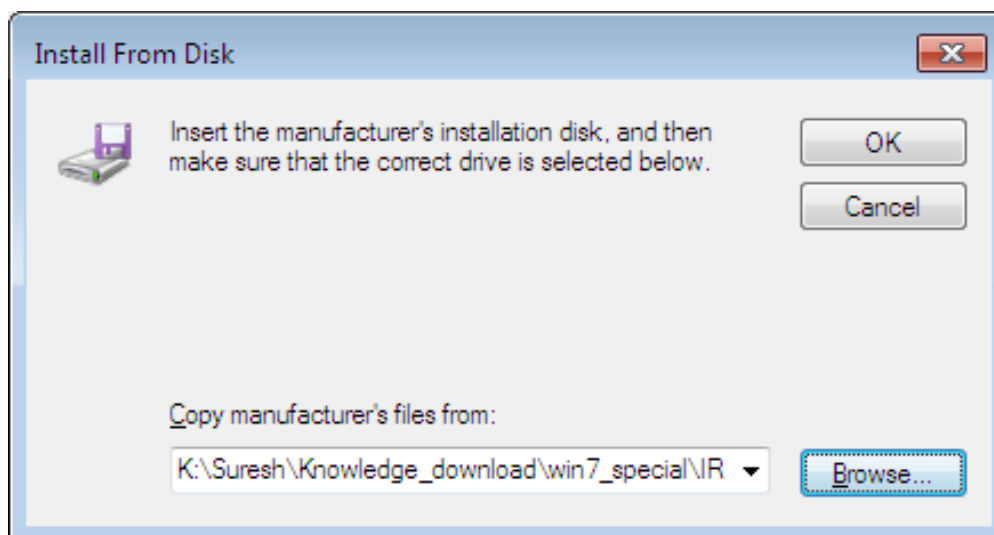 Install From Disk
Insert the manufacturer's installation disk, and then
make sure that the correct drive is selected below.
OK
Cancel
Copy manufacturer's files from:
K:\Suresh\Knowledge_download\win7_special\IR
Browse...